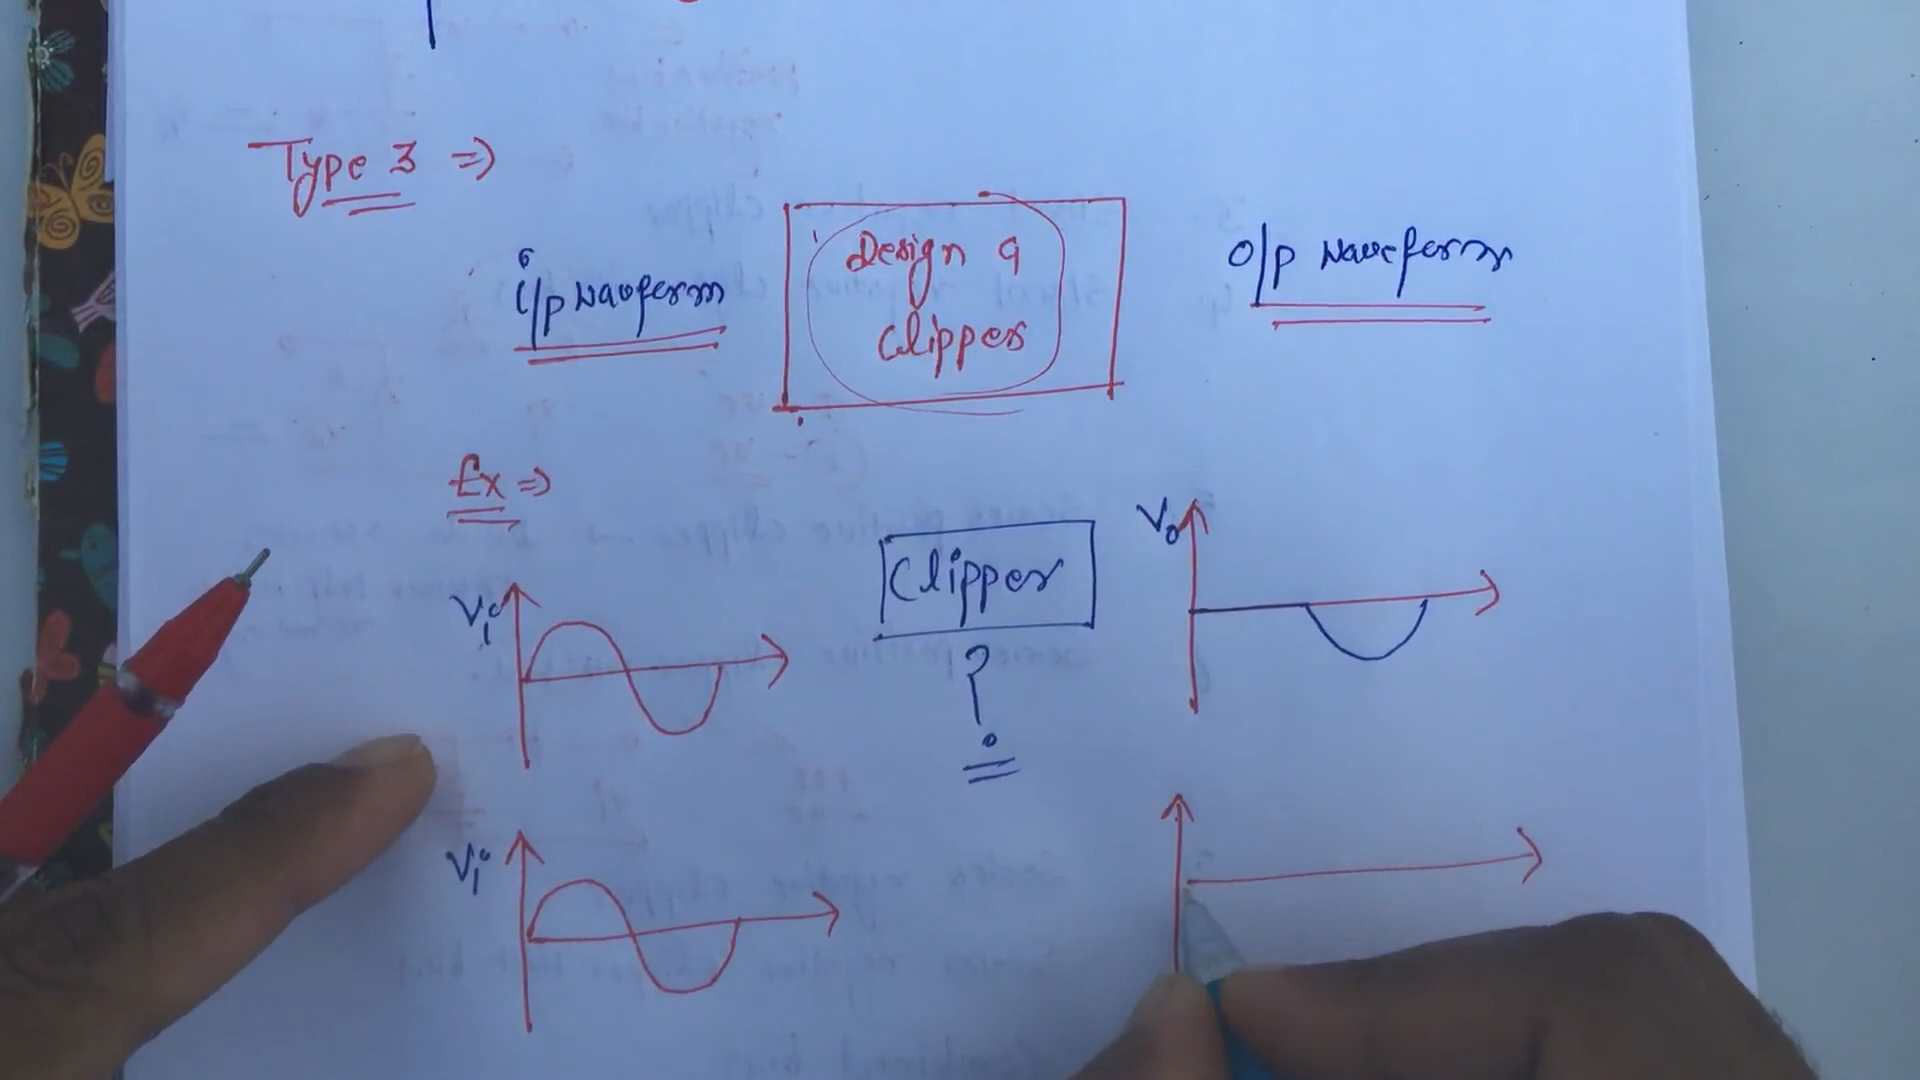 Type 3 =>
i/p waveform
Design a
Clipper
o/p waveform
Ex =>
Vi
Clipper
?
Vo
Vi